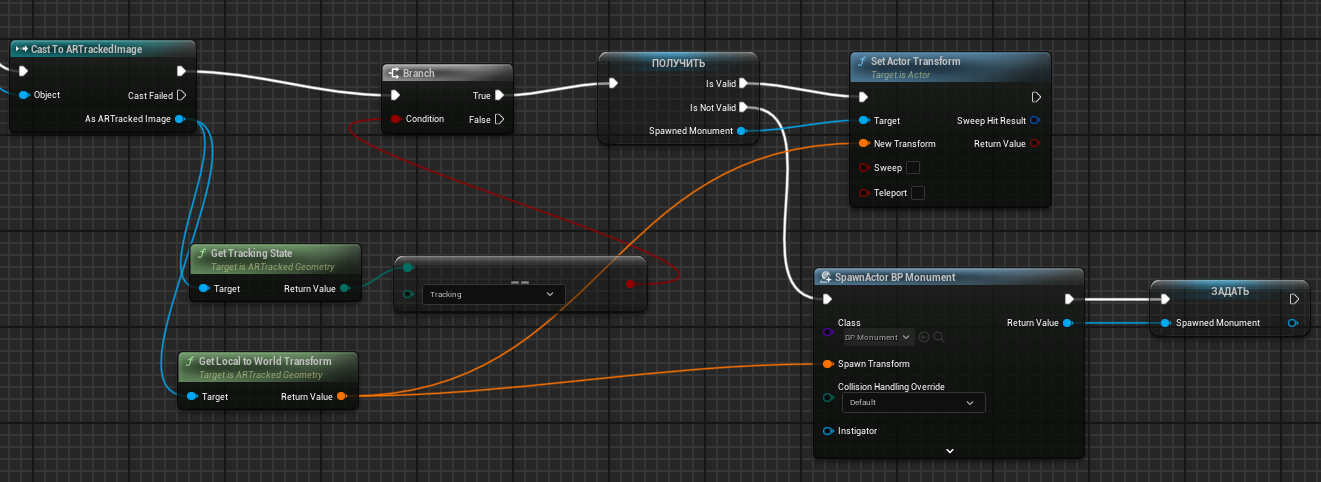 Cast To ARTrackedImage
Object
Cast Failed
As ARTracked Image
Branch
True
Condition
False
ПОЛУЧИТЬ
Is Valid
Is Not Valid
Spawned Monument
Set Actor Transform
Target is Actor
Target
Sweep Hit Result
New Transform
Return Value
Sweep
Teleport
Get Tracking State
Target is ARTracked Geometry
Target
Return Value
==
Tracking
Get Local to World Transform
Target is ARTracked Geometry
Target
Return Value
SpawnActor BP Monument
Class
Return Value
BP Monument
Spawn Transform
Collision Handling Override
Default
Instigator
ЗАДАТЬ
Spawned Monument